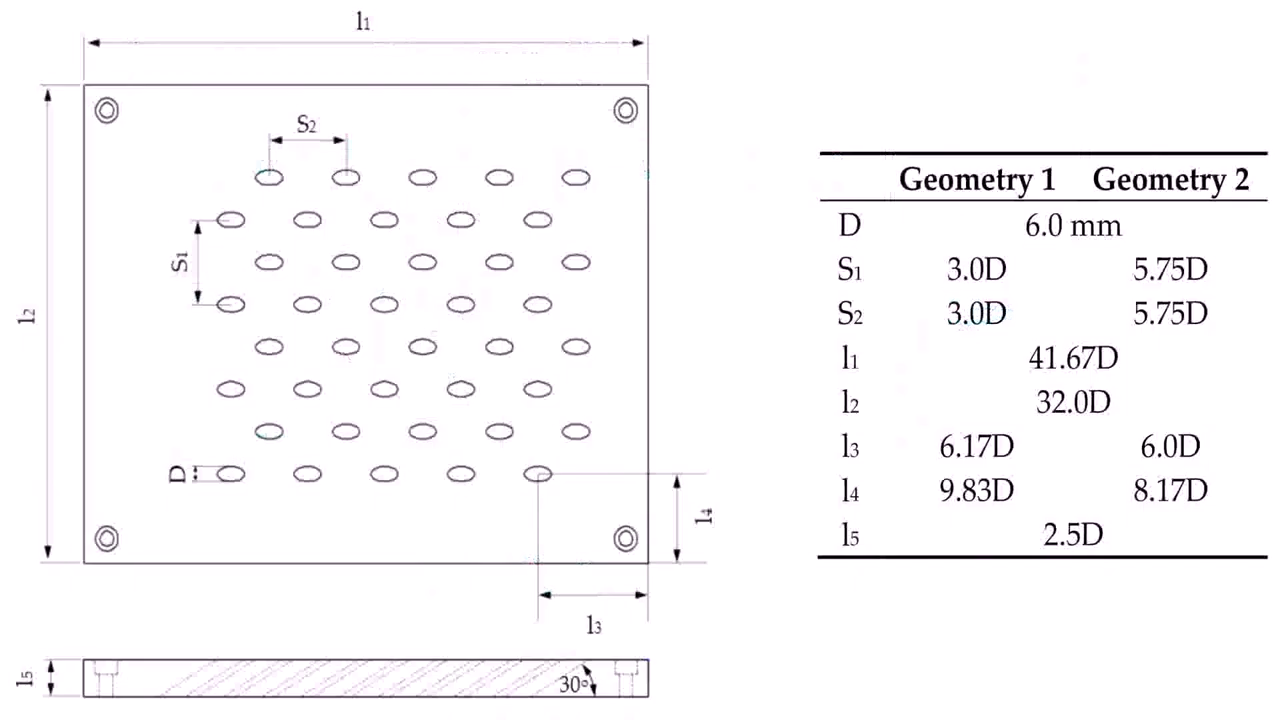 l1
S2
S1
l2
D
l4
l3
l5
30°
Geometry 1 Geometry 2
D 6.0 mm
S1 3.0D 5.75D
S2 3.0D 5.75D
l1 41.67D
l2 32.0D
l3 6.17D 6.0D
l4 9.83D 8.17D
l5 2.5D